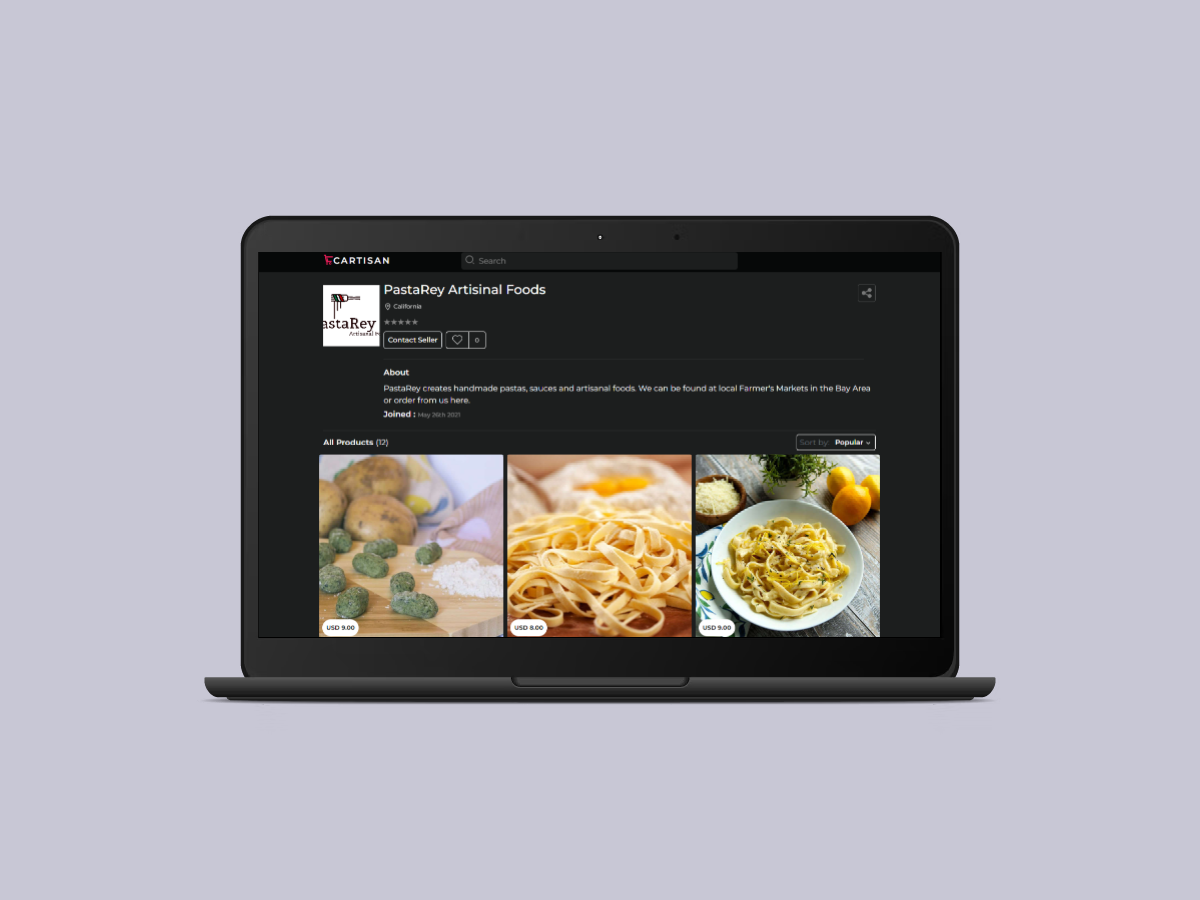 CARTISAN
Search
PastaRey Artisinal Foods
California
astaRey
Artisanal F
Contact Seller
0
About
PastaRey creates handmade pastas, sauces and artisanal foods. We can be found at local Farmer's Markets in the Bay Area
or order from us here.
Joined : May 26th 2021
All Products (12)
Sort by: Popular
USD 9.00
USD 8.00
USD 9.00